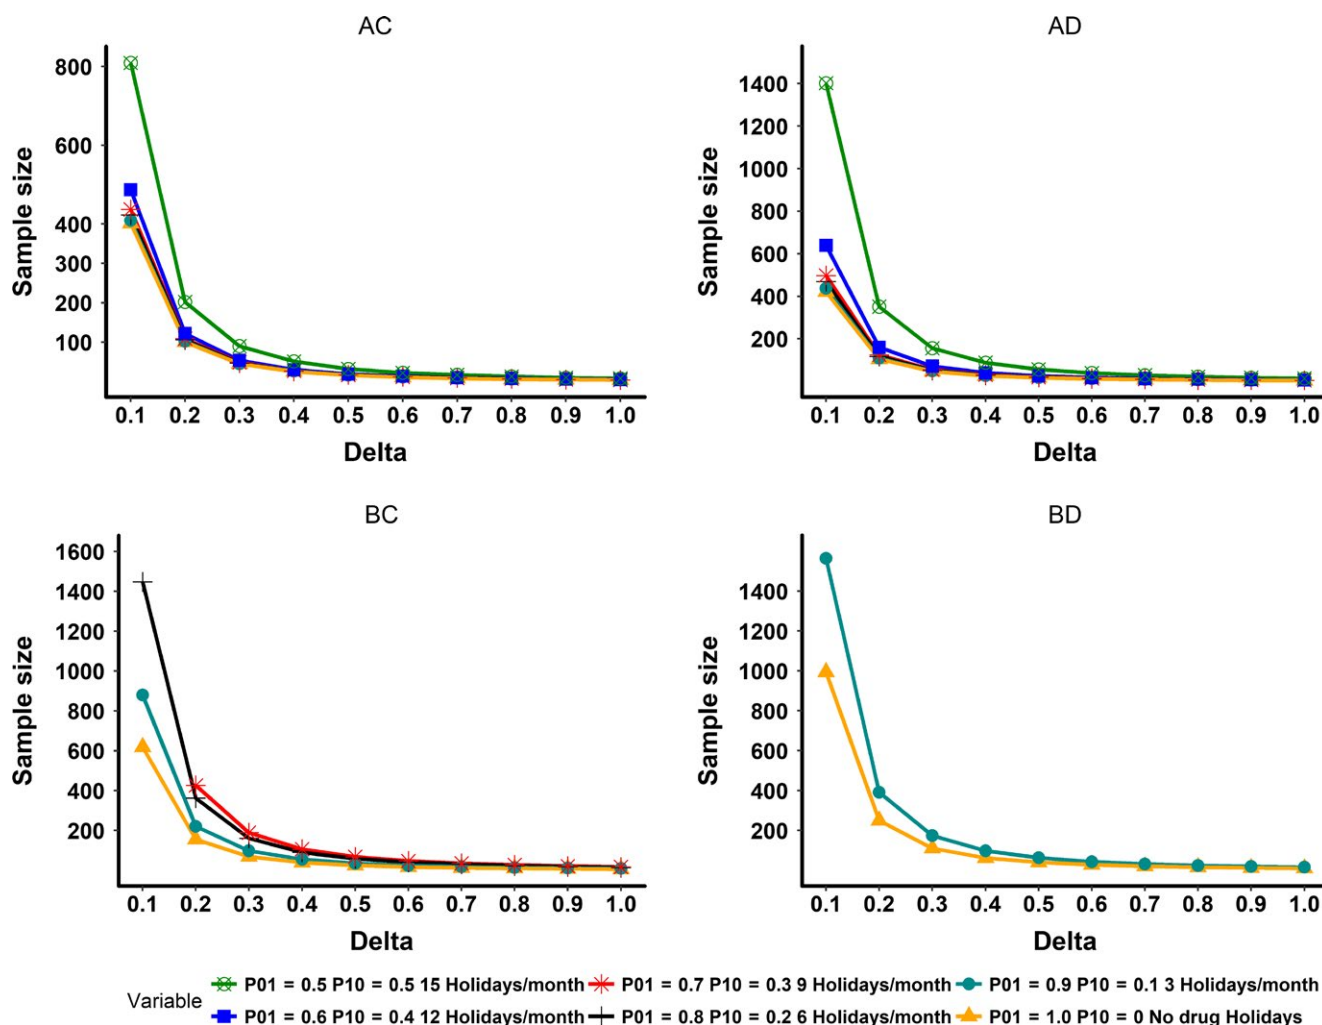 AC
800
600
400
300
200
100
Sample size
0.1 0.2 0.3 0.4 0.5 0.6 0.7 0.8 0.9 1.0
Delta
AD
1400
1200
1000
800
600
400
200
Sample size
0.1 0.2 0.3 0.4 0.5 0.6 0.7 0.8 0.9 1.0
Delta
BC
1600
1400
1200
1000
800
600
400
200
Sample size
0.1 0.2 0.3 0.4 0.5 0.6 0.7 0.8 0.9 1.0
Delta
BD
1400
1200
1000
800
600
400
200
Sample size
0.1 0.2 0.3 0.4 0.5 0.6 0.7 0.8 0.9 1.0
Delta
Variable
P01 = 0.5 P10 = 0.5 15 Holidays/month
P01 = 0.7 P10 = 0.3 9 Holidays/month
P01 = 0.9 P10 = 0.1 3 Holidays/month
P01 = 0.6 P10 = 0.4 12 Holidays/month
P01 = 0.8 P10 = 0.2 6 Holidays/month
P01 = 1.0 P10 = 0 No drug Holidays